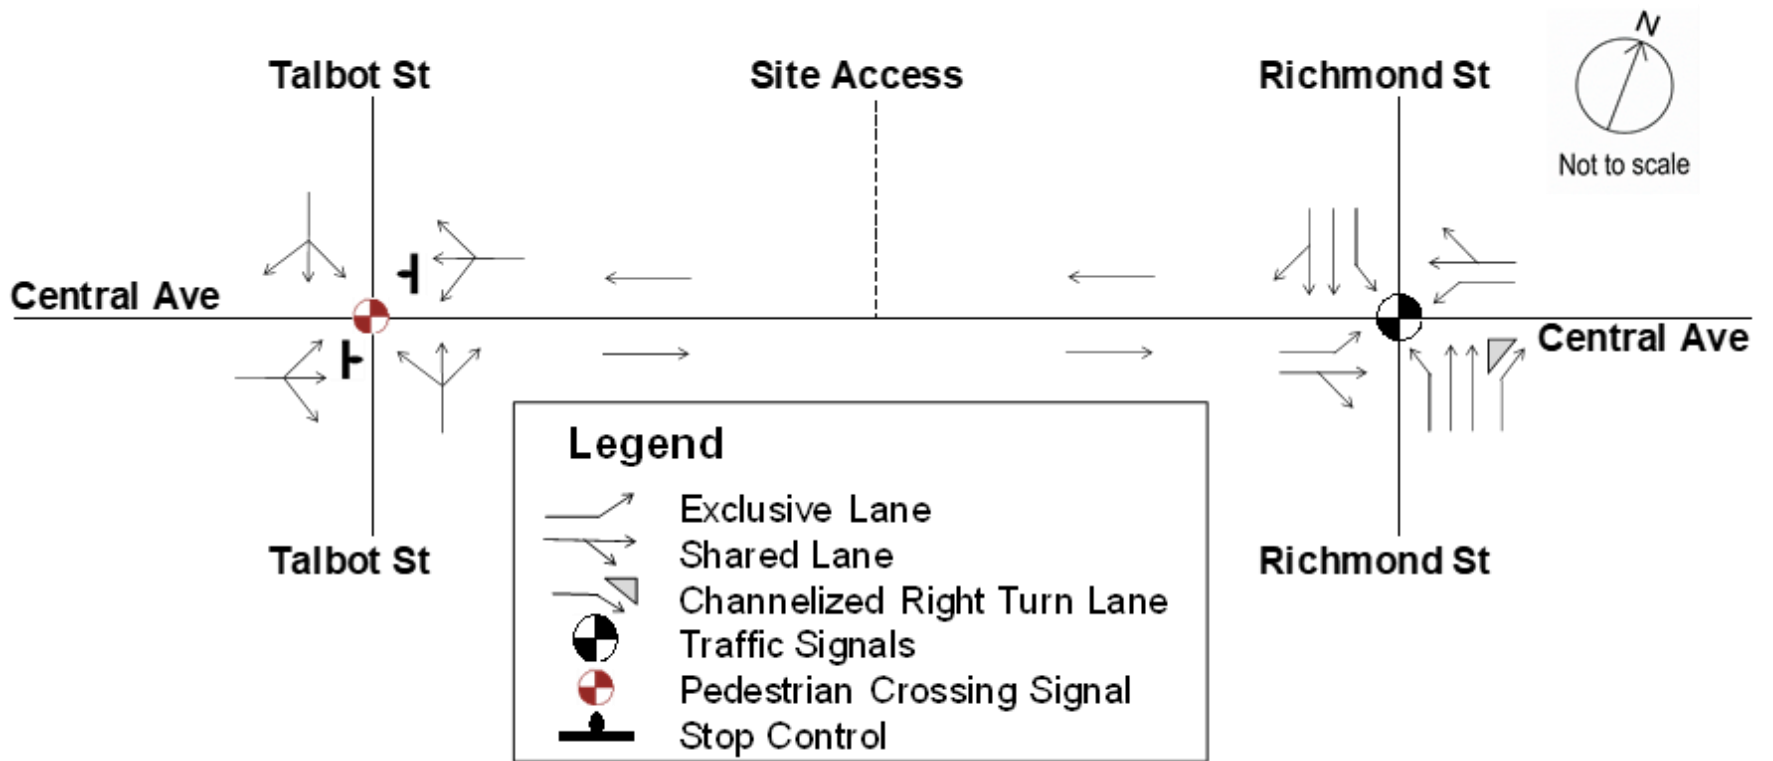 N
Talbot St
Site Access
Richmond St
Not to scale
Central Ave
Central Ave
Legend
Exclusive Lane
Shared Lane
Channelized Right Turn Lane
Traffic Signals
Pedestrian Crossing Signal
Stop Control
Talbot St
Richmond St